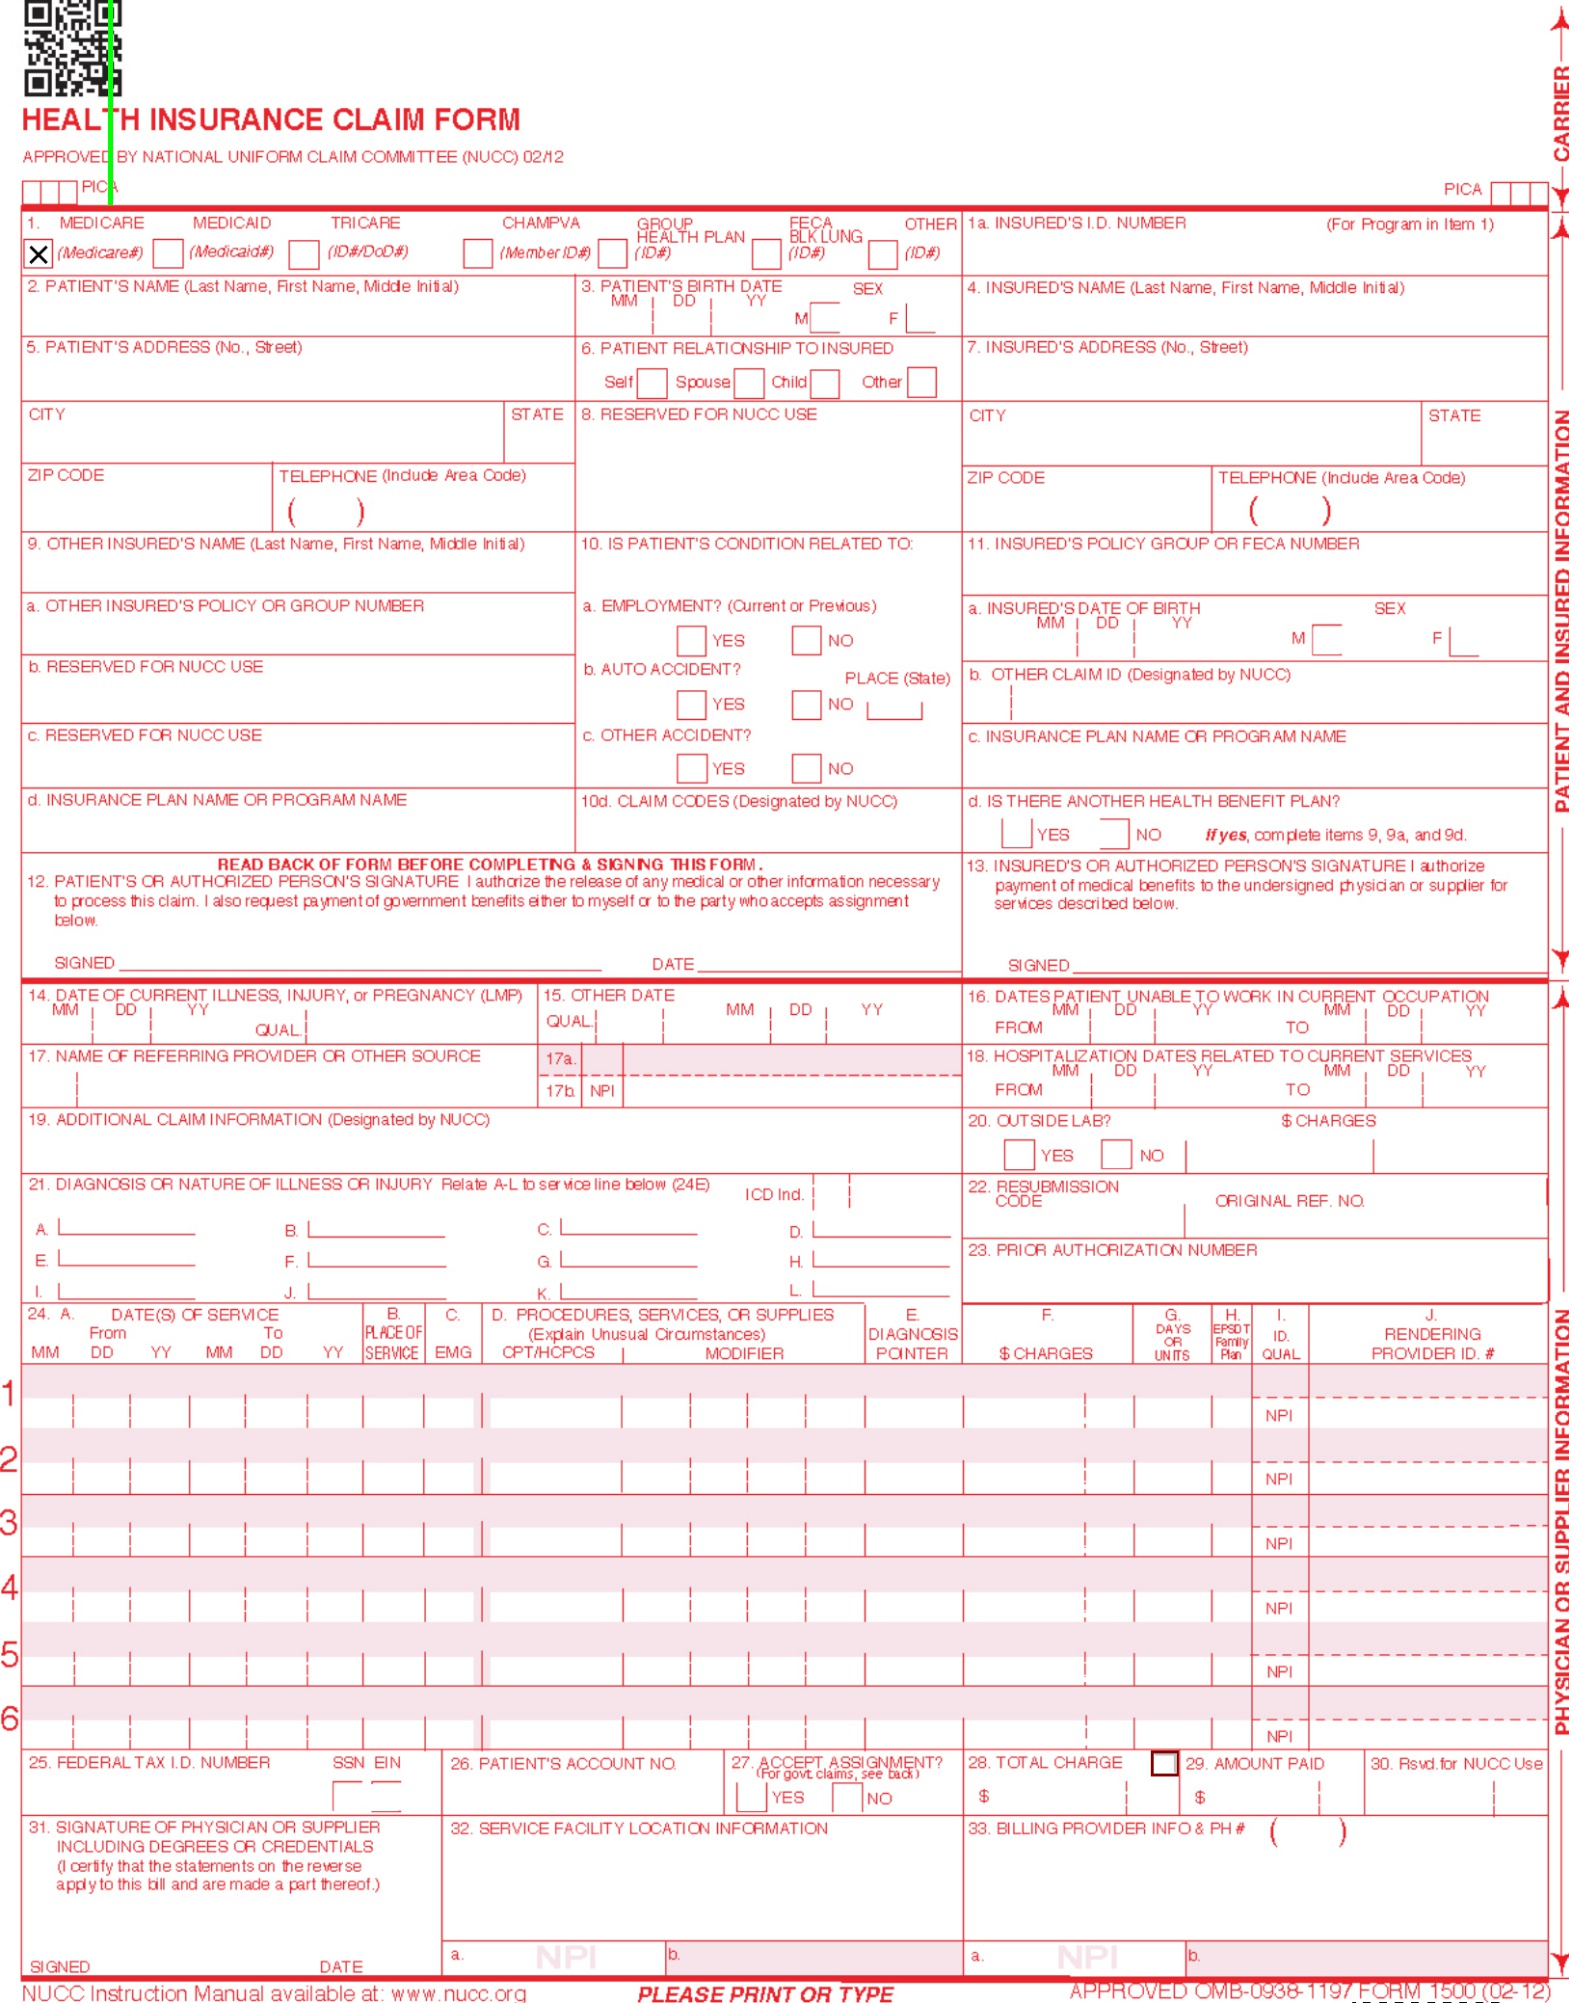 HEALTH INSURANCE CLAIM FORM
APPROVED BY NATIONAL UNIFORM CLAIM COMMITTEE (NUCC) 02/12
PICA
PICA
CARRIER
1. MEDICARE MEDICAID TRICARE CHAMPVA GROUP HEALTH PLAN FECA BLK LUNG OTHER
X (Medicare#) (Medicaid#) (ID#/DoD#) (Member ID#) (ID#) (ID#) (ID#)
1a. INSURED'S I.D. NUMBER (For Program in Item 1)
2. PATIENT'S NAME (Last Name, First Name, Middle Initial)
3. PATIENT'S BIRTH DATE SEX
MM DD YY M F
4. INSURED'S NAME (Last Name, First Name, Middle Initial)
5. PATIENT'S ADDRESS (No., Street)
6. PATIENT RELATIONSHIP TO INSURED
Self Spouse Child Other
7. INSURED'S ADDRESS (No., Street)
CITY STATE
8. RESERVED FOR NUCC USE
CITY STATE
ZIP CODE TELEPHONE (Include Area Code)
( )
ZIP CODE TELEPHONE (Include Area Code)
( )
9. OTHER INSURED'S NAME (Last Name, First Name, Middle Initial)
10. IS PATIENT'S CONDITION RELATED TO:
11. INSURED'S POLICY GROUP OR FECA NUMBER
a. OTHER INSURED'S POLICY OR GROUP NUMBER
a. EMPLOYMENT? (Current or Previous)
YES NO
a. INSURED'S DATE OF BIRTH SEX
MM DD YY M F
b. RESERVED FOR NUCC USE
b. AUTO ACCIDENT? PLACE (State)
YES NO
b. OTHER CLAIM ID (Designated by NUCC)
c. RESERVED FOR NUCC USE
c. OTHER ACCIDENT?
YES NO
c. INSURANCE PLAN NAME OR PROGRAM NAME
d. INSURANCE PLAN NAME OR PROGRAM NAME
10d. CLAIM CODES (Designated by NUCC)
d. IS THERE ANOTHER HEALTH BENEFIT PLAN?
YES NO If yes, complete items 9, 9a, and 9d.
READ BACK OF FORM BEFORE COMPLETING & SIGNING THIS FORM.
12. PATIENT'S OR AUTHORIZED PERSON'S SIGNATURE I authorize the release of any medical or other information necessary
to process this claim. I also request payment of government benefits either to myself or to the party who accepts assignment
below.
SIGNED DATE
13. INSURED'S OR AUTHORIZED PERSON'S SIGNATURE I authorize
payment of medical benefits to the undersigned physician or supplier for
services described below.
SIGNED
PATIENT AND INSURED INFORMATION
14. DATE OF CURRENT ILLNESS, INJURY, or PREGNANCY (LMP)
MM DD YY QUAL.
15. OTHER DATE
QUAL. MM DD YY
16. DATES PATIENT UNABLE TO WORK IN CURRENT OCCUPATION
MM DD YY MM DD YY
FROM TO
17. NAME OF REFERRING PROVIDER OR OTHER SOURCE
17a.
17b. NPI
18. HOSPITALIZATION DATES RELATED TO CURRENT SERVICES
MM DD YY MM DD YY
FROM TO
19. ADDITIONAL CLAIM INFORMATION (Designated by NUCC)
20. OUTSIDE LAB? $ CHARGES
YES NO
21. DIAGNOSIS OR NATURE OF ILLNESS OR INJURY Relate A-L to service line below (24E) ICD Ind.
A. B. C. D.
E. F. G. H.
I. J. K. L.
22. RESUBMISSION
CODE ORIGINAL REF. NO.
23. PRIOR AUTHORIZATION NUMBER
24. A. DATE(S) OF SERVICE B. C. D. PROCEDURES, SERVICES, OR SUPPLIES E. F. G. H. I. J.
From To PLACE OF (Explain Unusual Circumstances) DIAGNOSIS DAYS OR EPSDT Family ID. RENDERING
MM DD YY MM DD YY SERVICE EMG CPT/HCPCS MODIFIER POINTER $ CHARGES UNITS Plan QUAL. PROVIDER ID. #
1 NPI
2 NPI
3 NPI
4 NPI
5 NPI
6 NPI
PHYSICIAN OR SUPPLIER INFORMATION
25. FEDERAL TAX I.D. NUMBER SSN EIN
26. PATIENT'S ACCOUNT NO.
27. ACCEPT ASSIGNMENT?
(For govt. claims, see back)
YES NO
28. TOTAL CHARGE
$
29. AMOUNT PAID
$
30. Rsvd.for NUCC Use
31. SIGNATURE OF PHYSICIAN OR SUPPLIER
INCLUDING DEGREES OR CREDENTIALS
(I certify that the statements on the reverse
apply to this bill and are made a part thereof.)
SIGNED DATE
32. SERVICE FACILITY LOCATION INFORMATION
a. NPI b.
33. BILLING PROVIDER INFO & PH # ( )
a. NPI b.
NUCC Instruction Manual available at: www.nucc.org
PLEASE PRINT OR TYPE
APPROVED OMB-0938-1197 FORM 1500 (02-12)